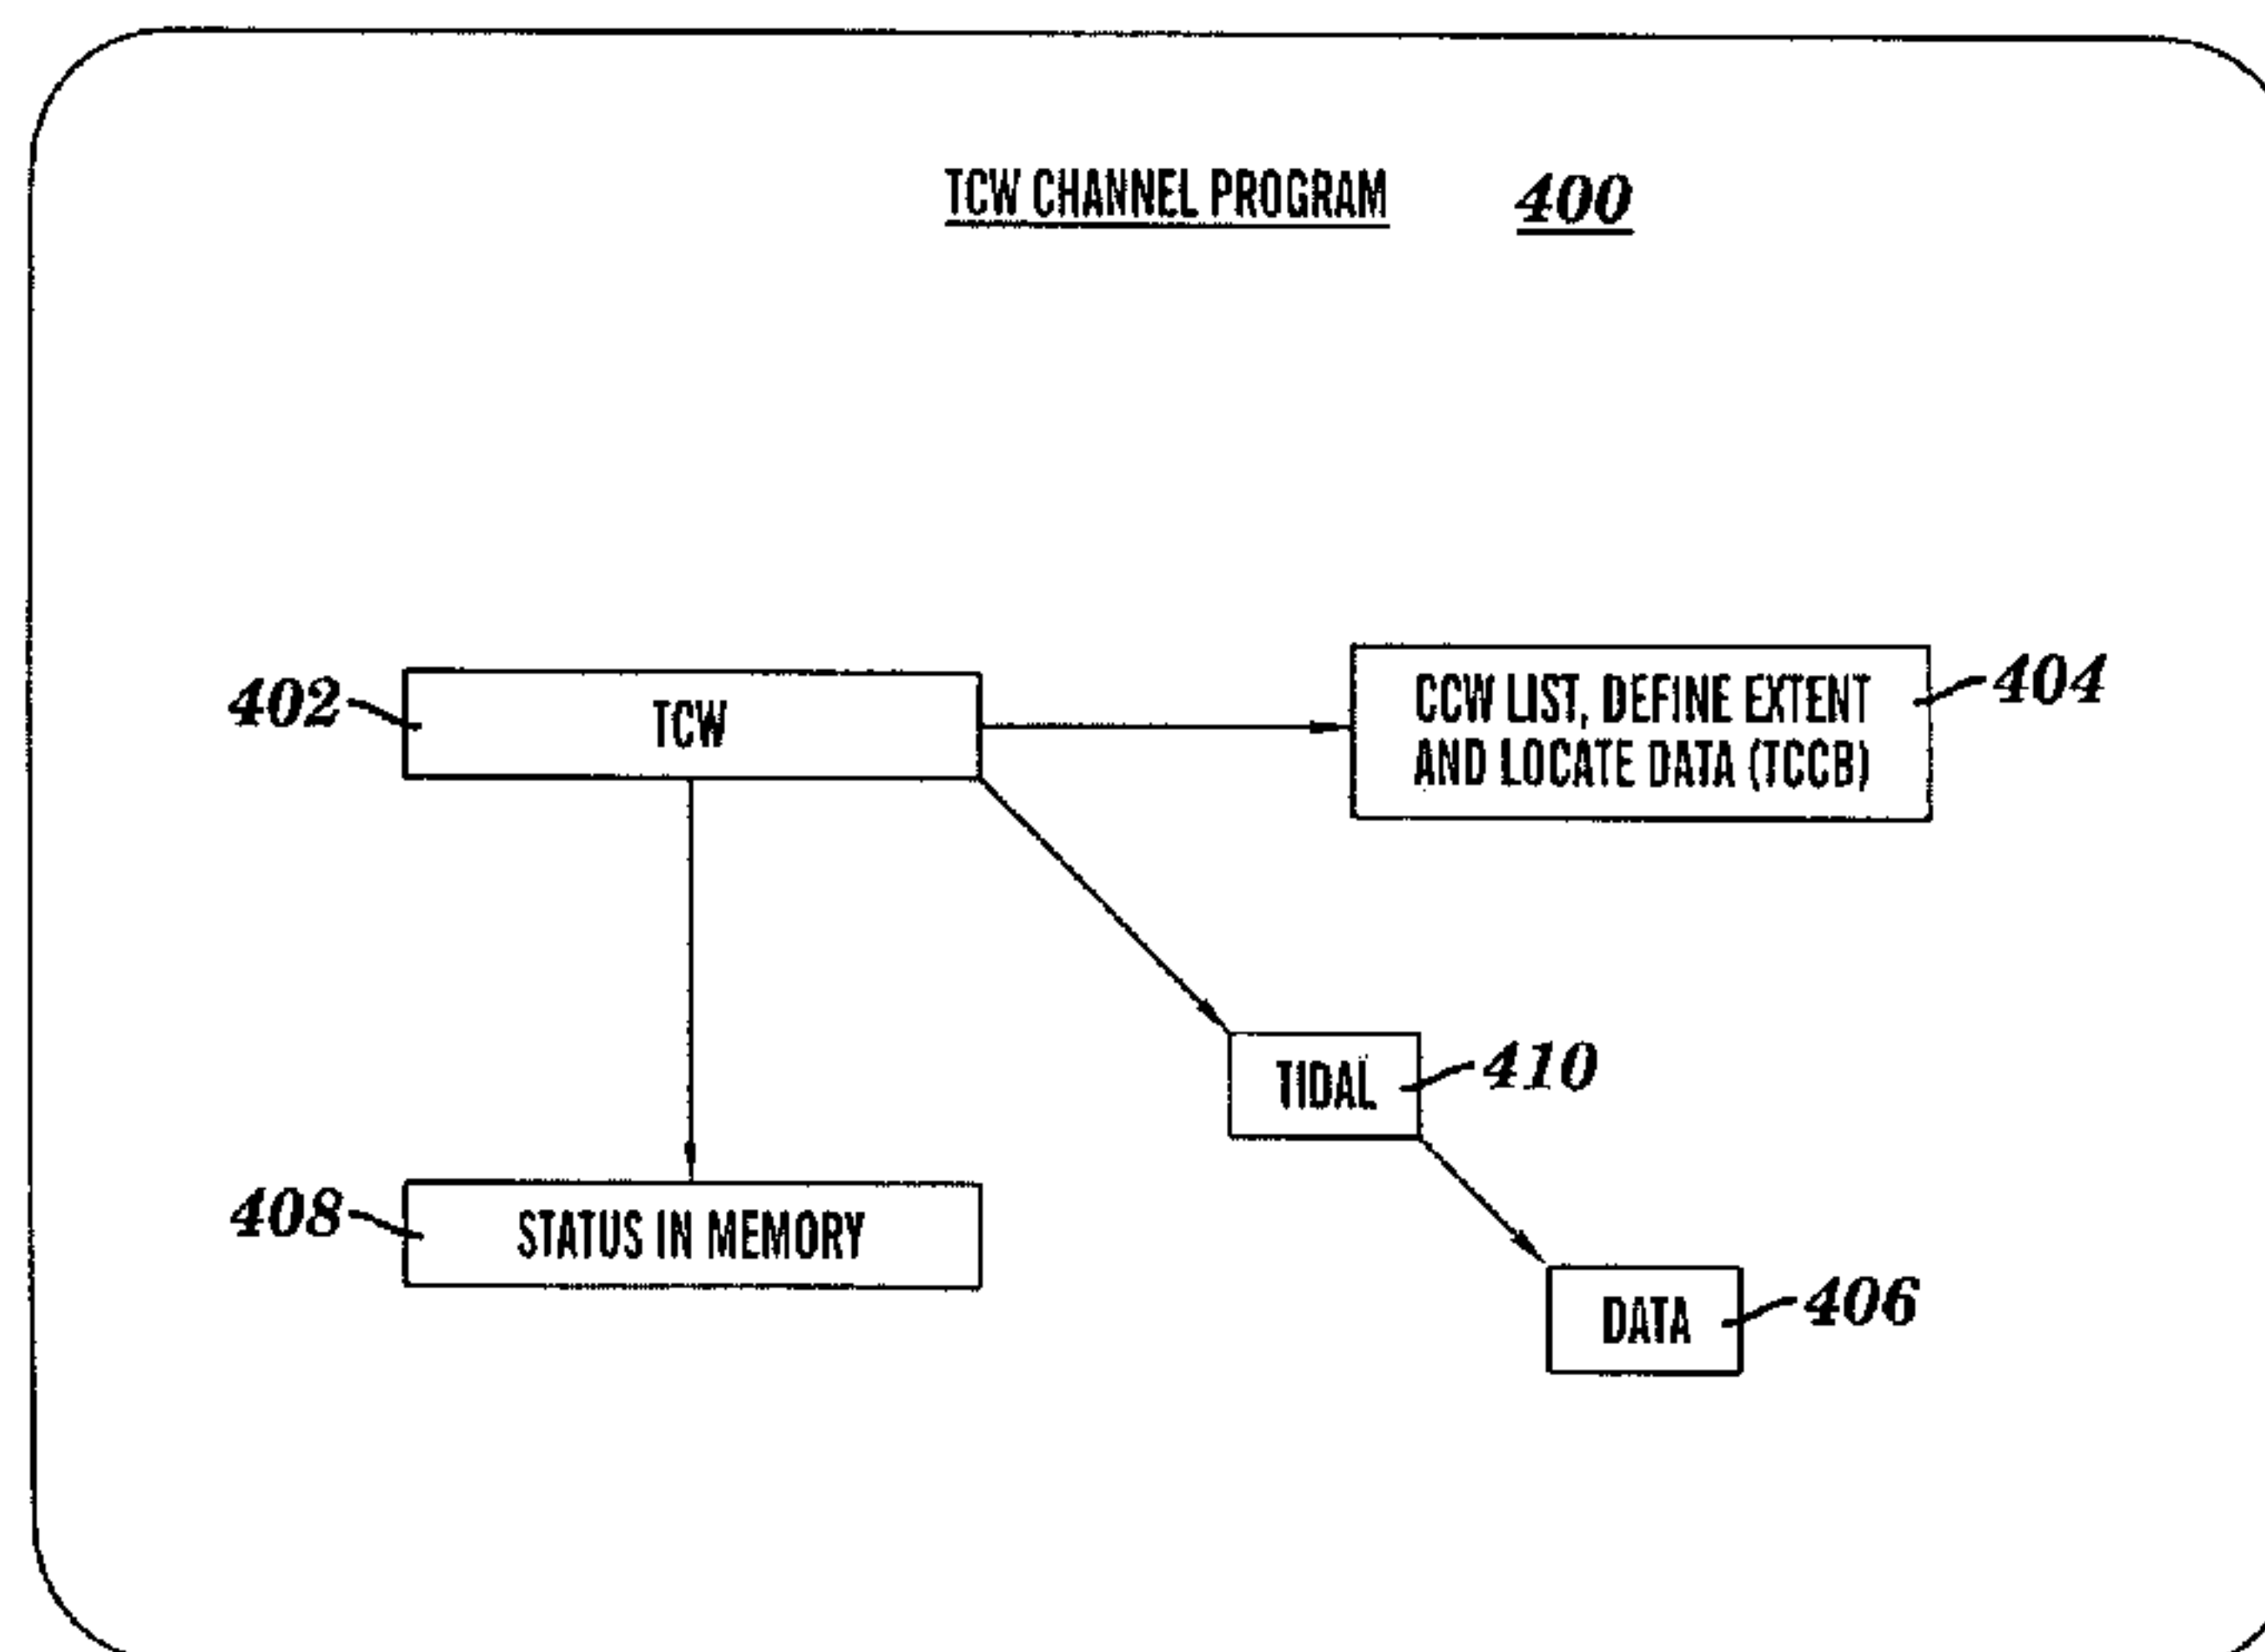 TCW CHANNEL PROGRAM 400
402 TCW
CCW LIST, DEFINE EXTENT
AND LOCATE DATA (TCCB)
404
TIDAL 410
408 STATUS IN MEMORY
DATA 406